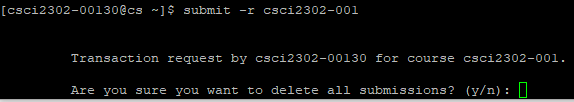 [csci2302-00130@cs ~]$ submit -r csci2302-001
Transaction request by csci2302-00130 for course csci2302-001.
Are you sure you want to delete all submissions? (y/n):